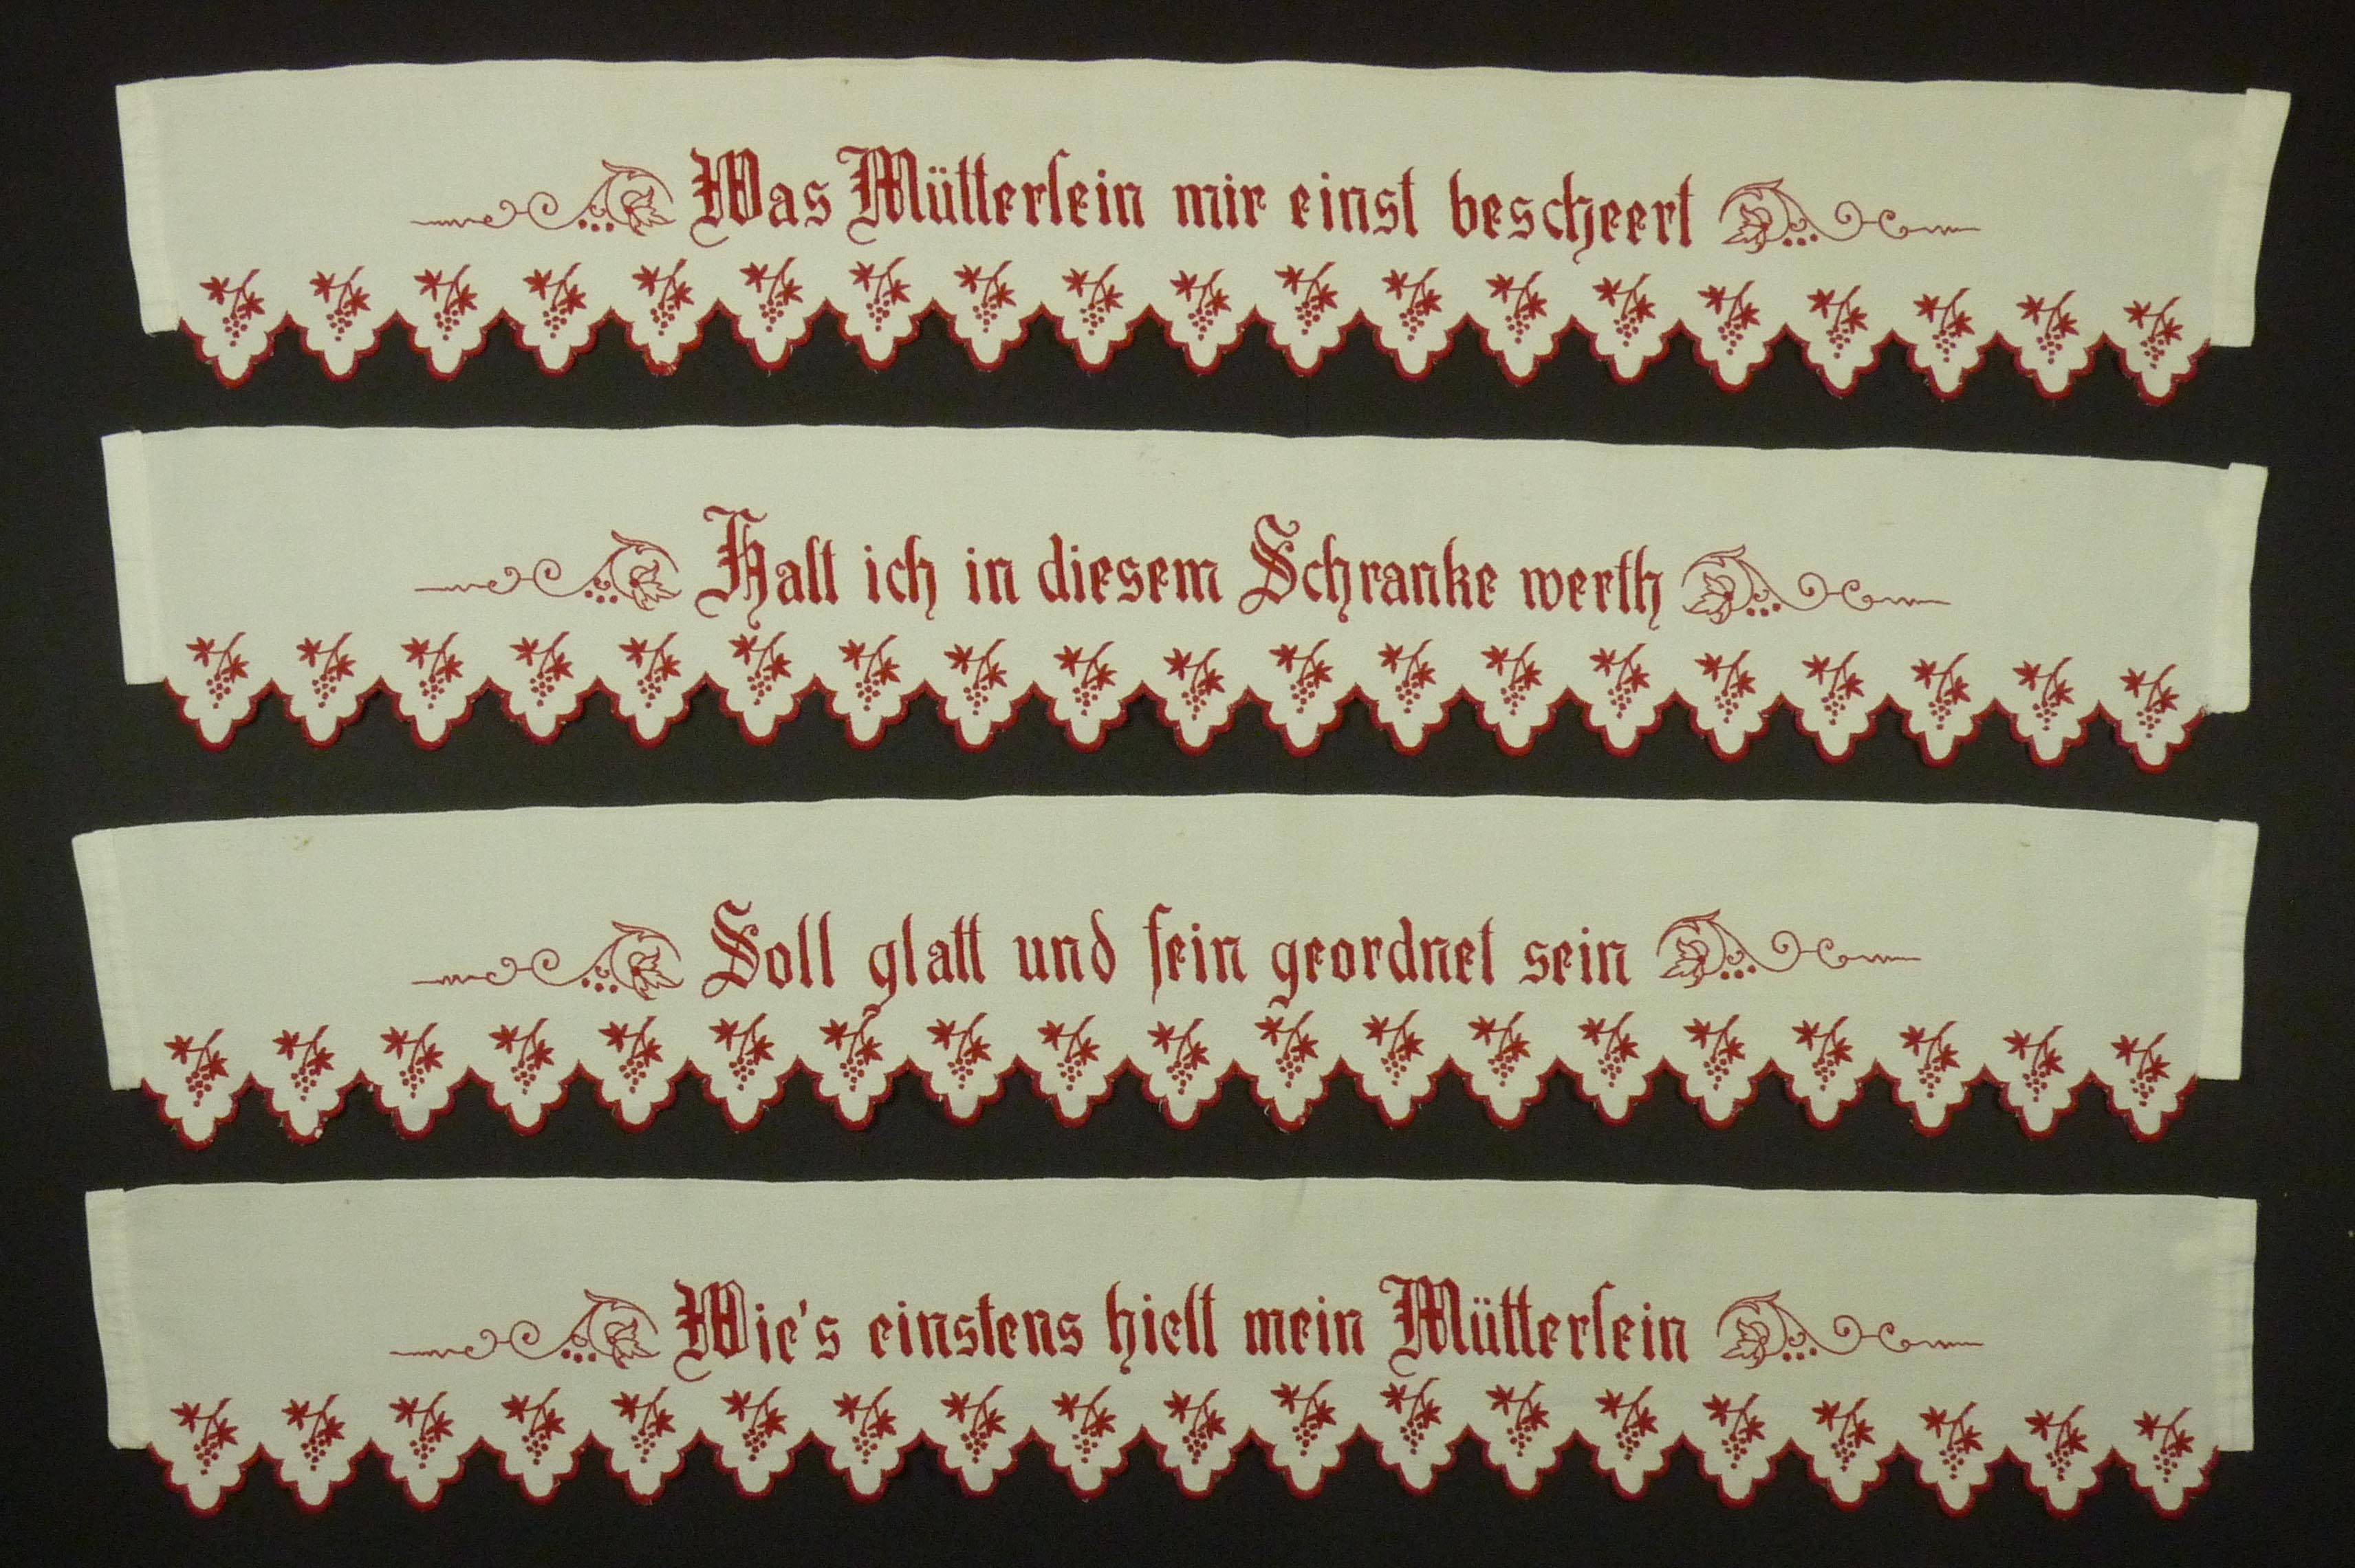 Was Mütterlein mir einst bescheert
Halt ich in diesem Schranke werth
Soll glatt und fein geordnet sein
Wie's einstens hielt mein Mütterlein